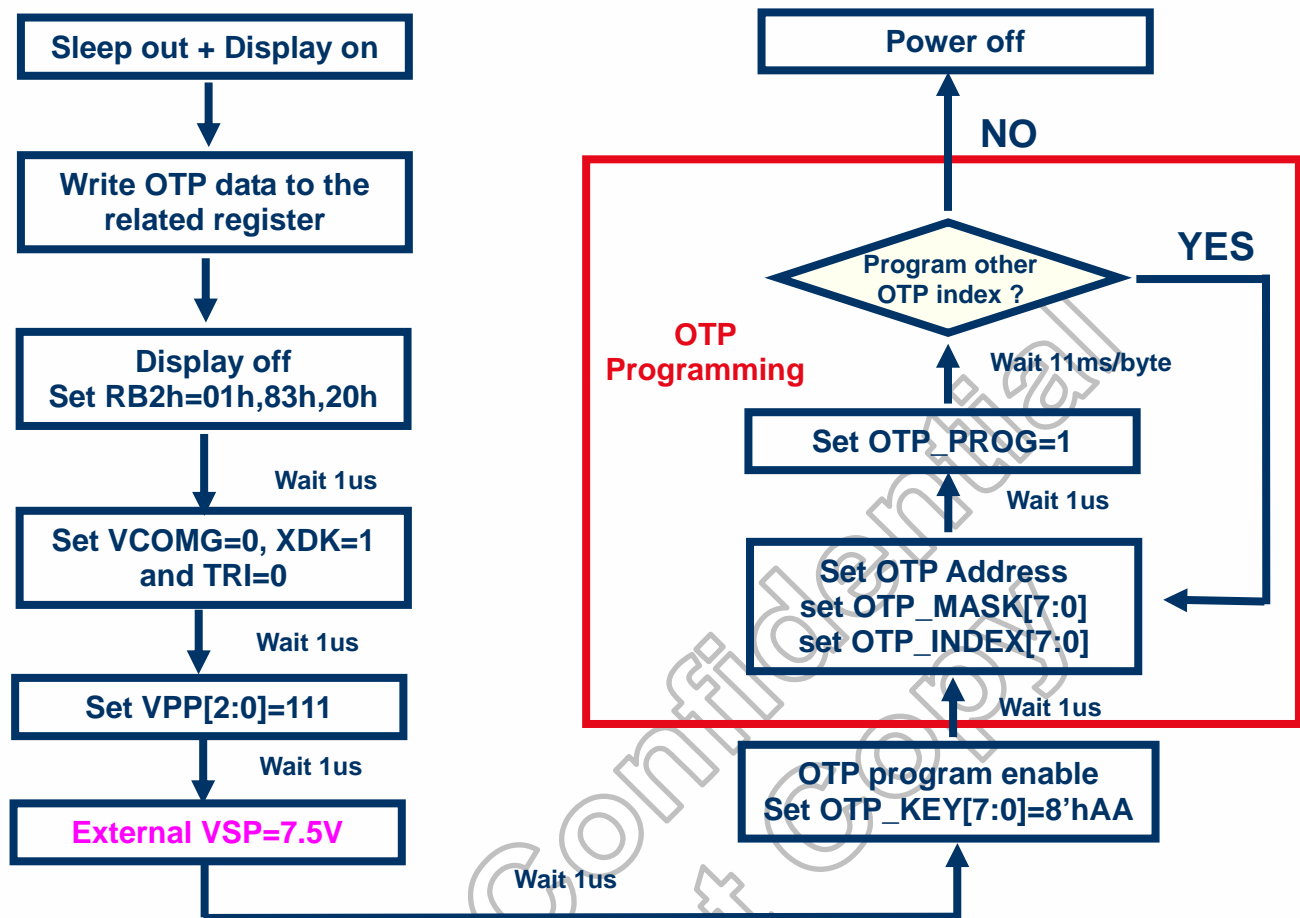 Sleep out + Display on
Write OTP data to the
related register
Display off
Set RB2h=01h,83h,20h
Wait 1us
Set VCOMG=0, XDK=1
and TRI=0
Wait 1us
Set VPP[2:0]=111
Wait 1us
External VSP=7.5V
Wait 1us
OTP program enable
Set OTP_KEY[7:0]=8’hAA
Wait 1us
Set OTP Address
set OTP_MASK[7:0]
set OTP_INDEX[7:0]
Wait 1us
Set OTP_PROG=1
Wait 11ms/byte
OTP
Programming
Program other
OTP index ?
YES
NO
Power off
Confidential
Copy